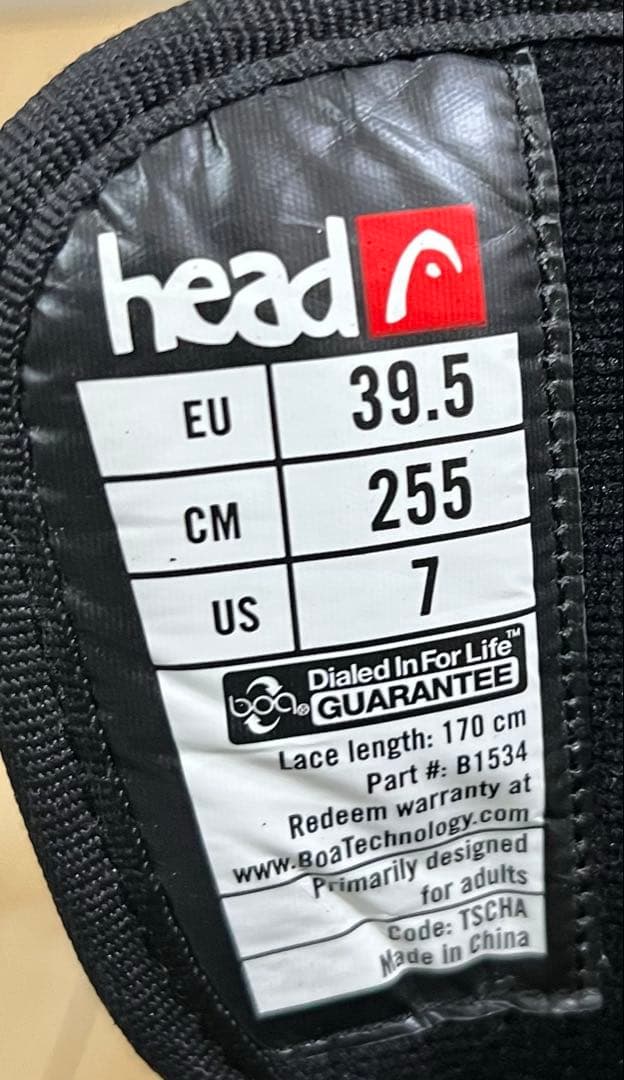 head
EU 39.5
CM 255
US 7
boa® Dialed In For Life™
GUARANTEE
Lace length: 170 cm
Part #: B1534
Redeem warranty at
www.BoaTechnology.com
Primarily designed
for adults
Code: TSCHA
Made in China